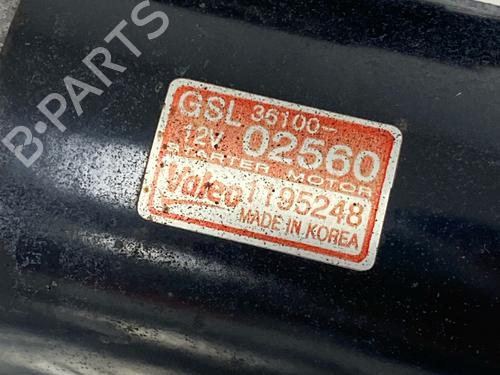 B-PARTS
GSL 36100-
12V 02560
STARTER MOTOR
Valeo 1195248
MADE IN KOREA